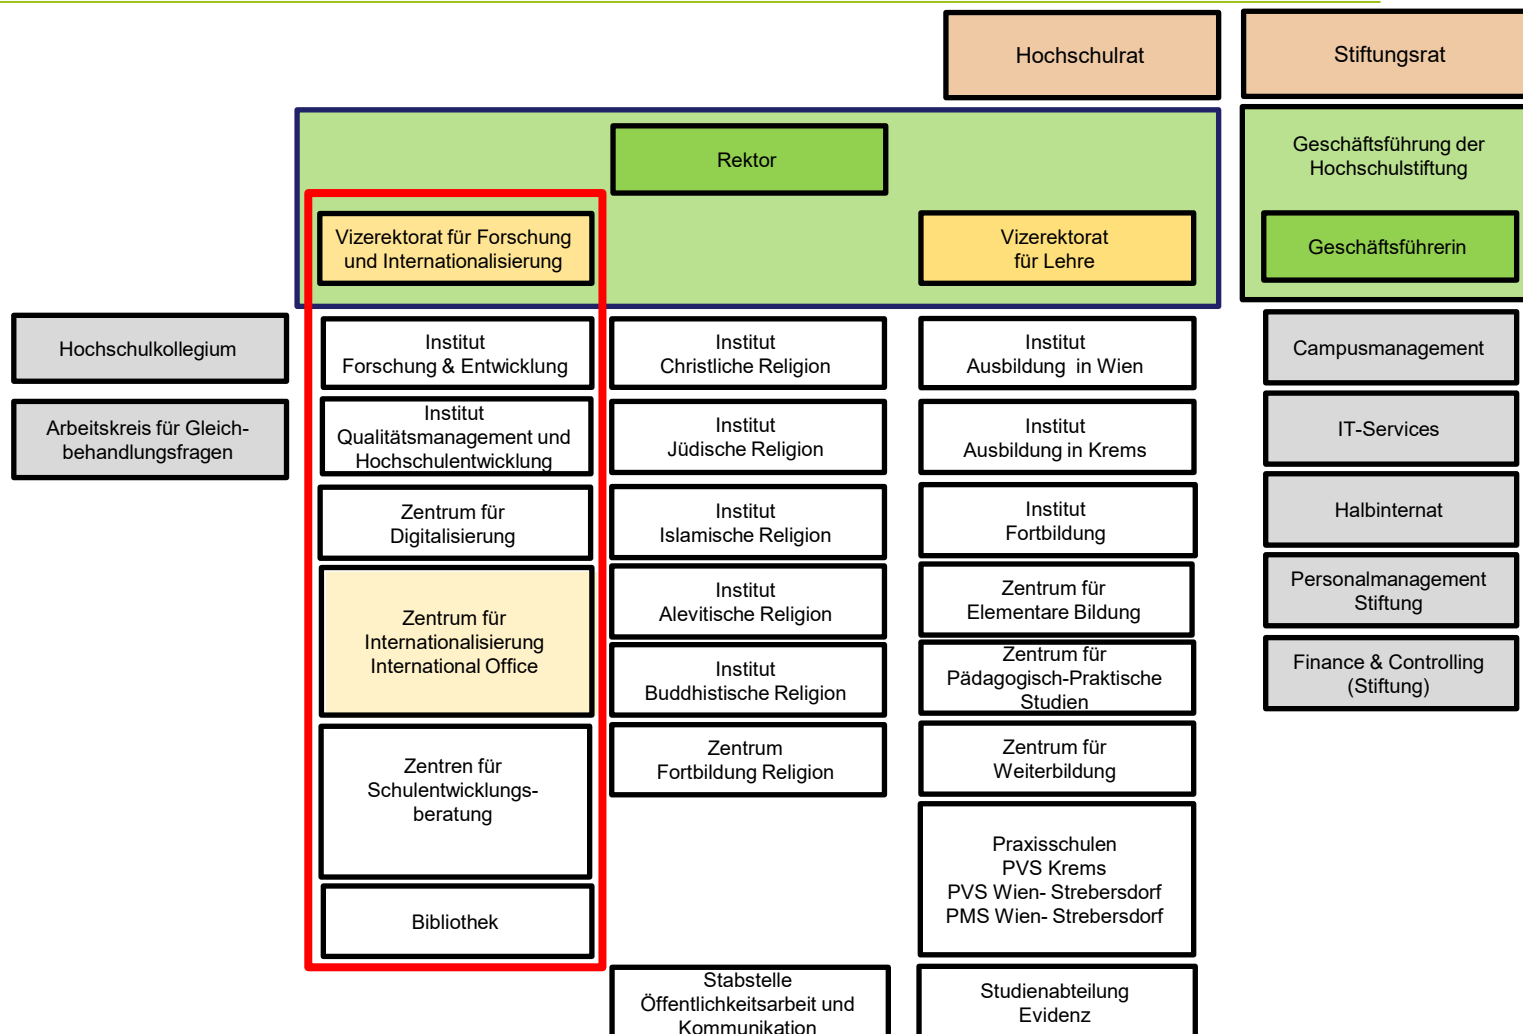 Hochschulrat
Stiftungsrat
Rektor
Geschäftsführung der
Hochschulstiftung
Vizerektorat für Forschung
und Internationalisierung
Vizerektorat
für Lehre
Geschäftsführerin
Hochschulkollegium
Arbeitskreis für Gleich-
behandlungsfragen
Institut
Forschung & Entwicklung
Institut
Qualitätsmanagement und
Hochschulentwicklung
Zentrum für
Digitalisierung
Zentrum für
Internationalisierung
International Office
Zentren für
Schulentwicklungs-
beratung
Bibliothek
Institut
Christliche Religion
Institut
Jüdische Religion
Institut
Islamische Religion
Institut
Alevitische Religion
Institut
Buddhistische Religion
Zentrum
Fortbildung Religion
Stabstelle
Öffentlichkeitsarbeit und
Kommunikation
Institut
Ausbildung in Wien
Institut
Ausbildung in Krems
Institut
Fortbildung
Zentrum für
Elementare Bildung
Zentrum für
Pädagogisch-Praktische
Studien
Zentrum für
Weiterbildung
Praxisschulen
PVS Krems
PVS Wien- Strebersdorf
PMS Wien- Strebersdorf
Studienabteilung
Evidenz
Campusmanagement
IT-Services
Halbinternat
Personalmanagement
Stiftung
Finance & Controlling
(Stiftung)